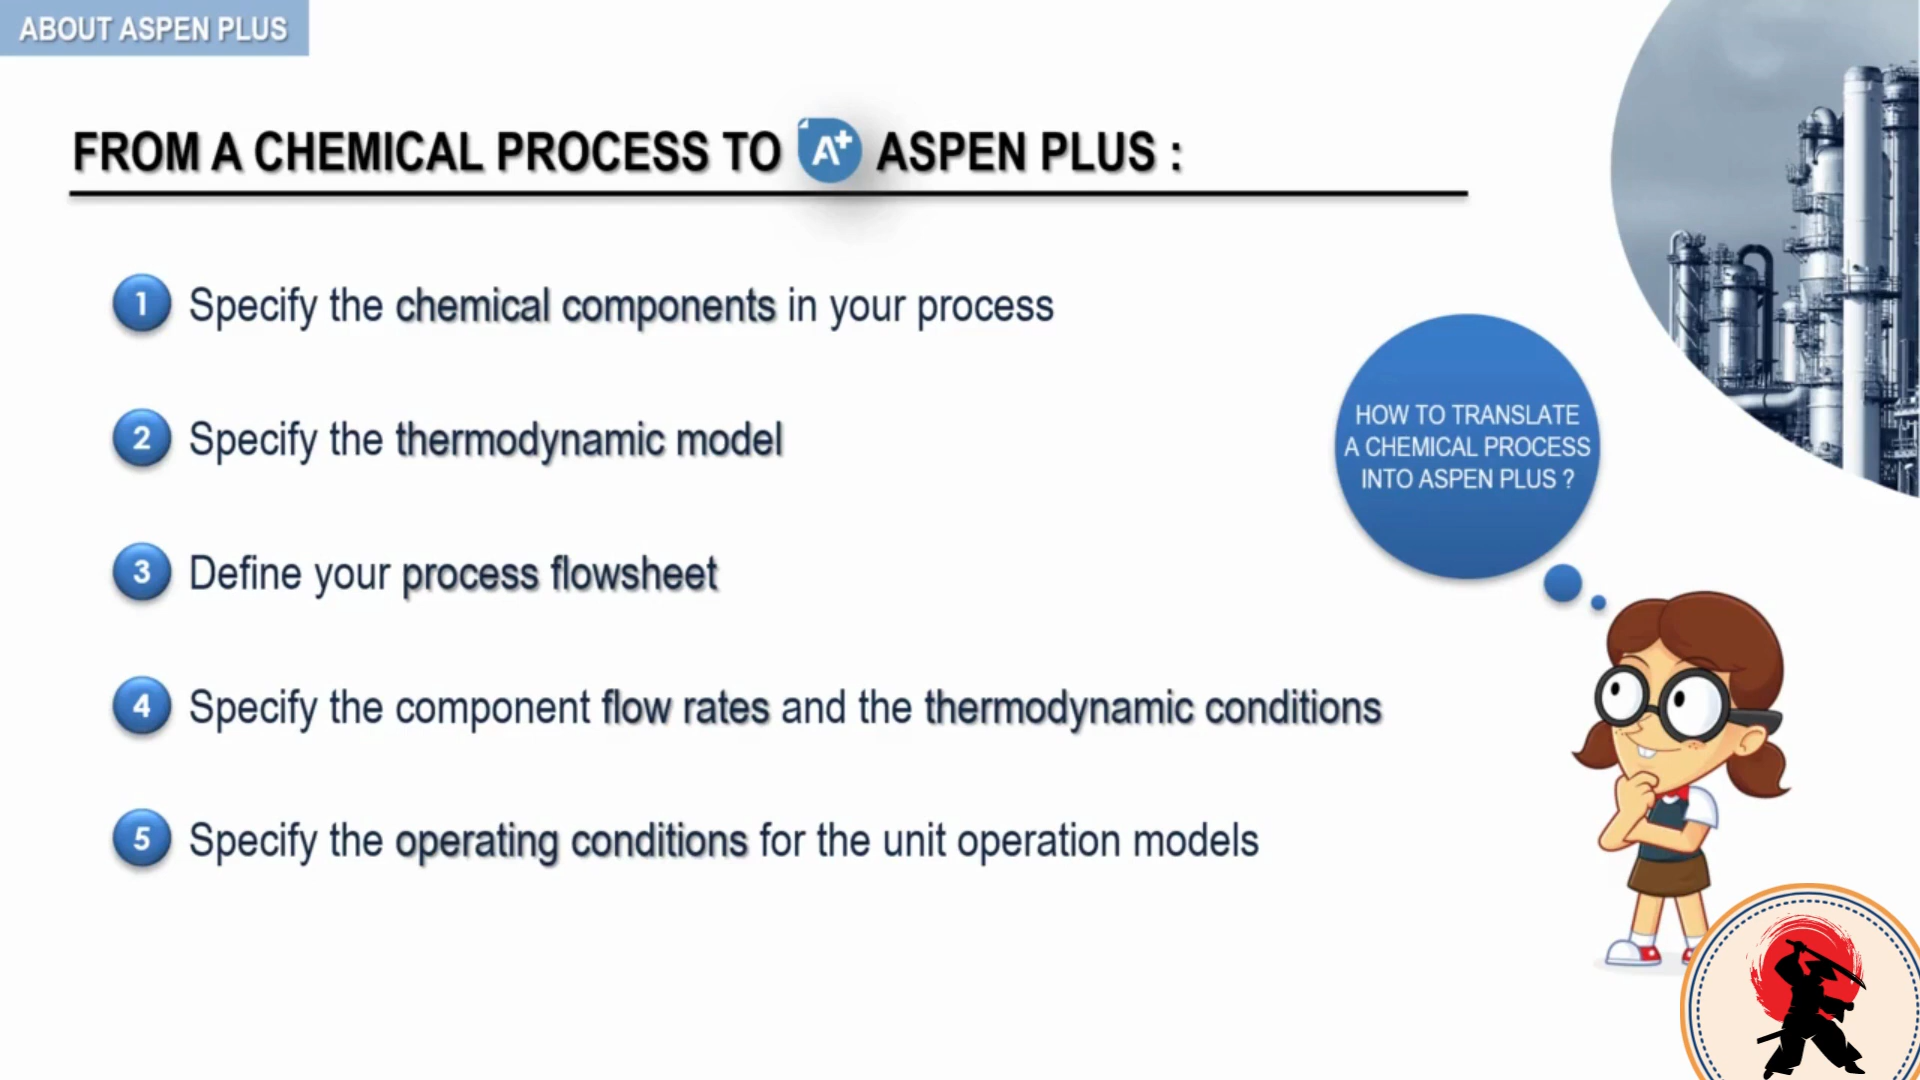 ABOUT ASPEN PLUS
FROM A CHEMICAL PROCESS TO A+ ASPEN PLUS :
1 Specify the chemical components in your process
2 Specify the thermodynamic model
3 Define your process flowsheet
4 Specify the component flow rates and the thermodynamic conditions
5 Specify the operating conditions for the unit operation models
HOW TO TRANSLATE
A CHEMICAL PROCESS
INTO ASPEN PLUS ?